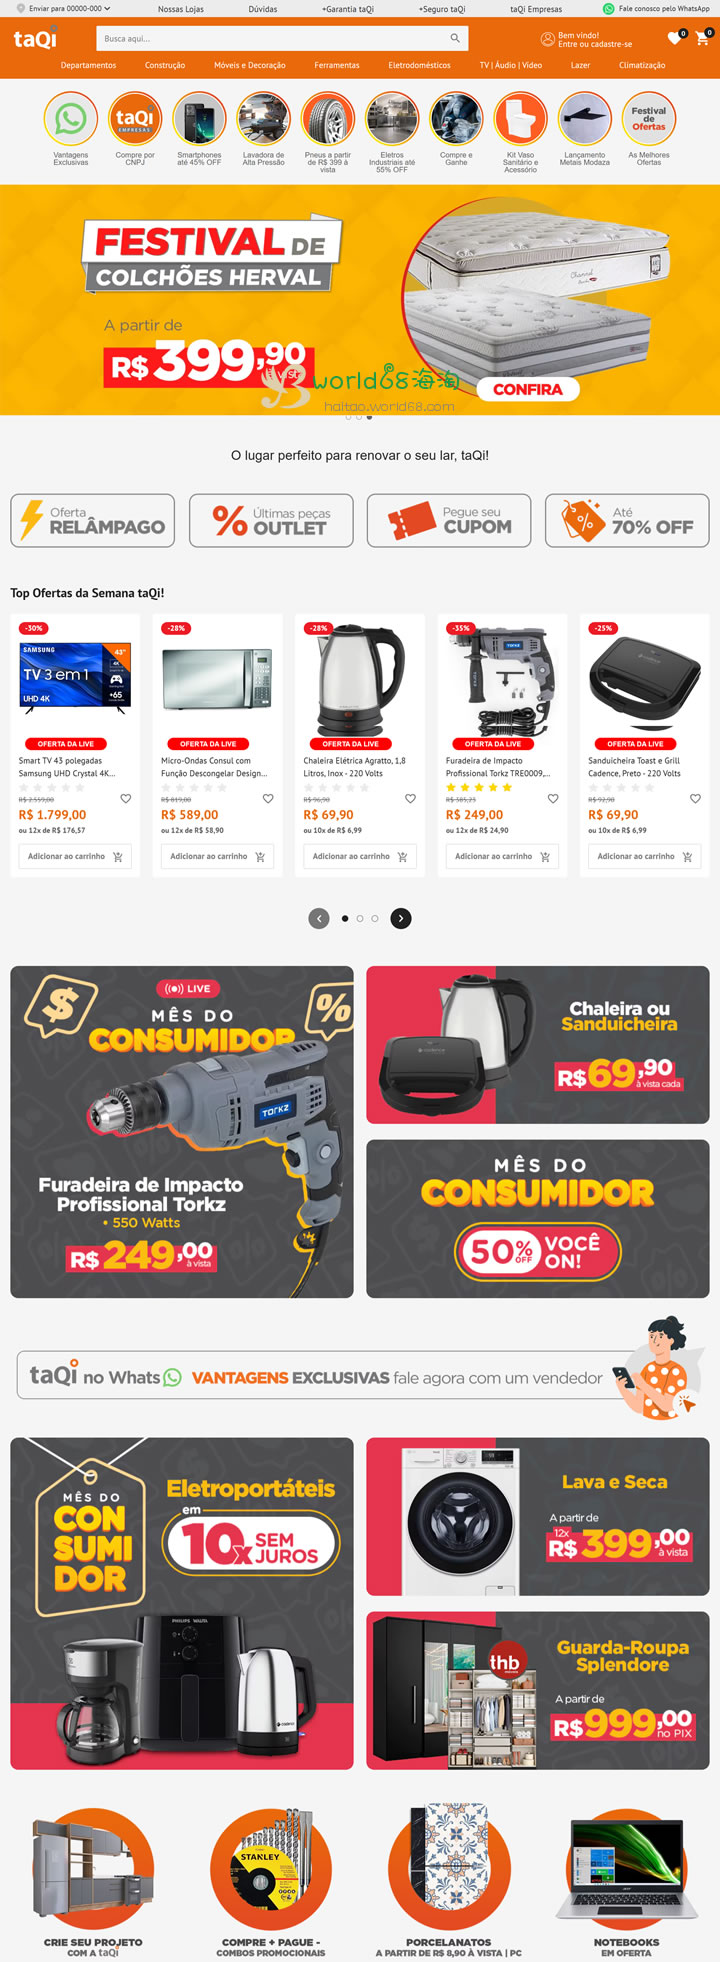 Enviar para 00000-000
Nossas Lojas
Dúvidas
+Garantia taQi
+Seguro taQi
taQi Empresas
Fale conosco pelo WhatsApp
taQi
Busca aqui...
Bem vindo!
Entre ou cadastre-se
0
0
Departamentos
Construção
Móveis e Decoração
Ferramentas
Eletrodomésticos
TV | Áudio | Vídeo
Lazer
Climatização
taQi
EMPRESAS
Festival
de
Ofertas
Vantagens
Exclusivas
Compre por
CNPJ
Smartphones
até 45% OFF
Lavadora de
Alta Pressão
Pneus a partir
de R$ 399 à
vista
Eletros
Industriais até
55% OFF
Compre e
Ganhe
Kit Vaso
Sanitário e
Acessório
Lançamento
Metais Modaza
As Melhores
Ofertas
FESTIVAL DE
COLCHÕES HERVAL
A partir de
R$ 399,90
Channel
world68海淘
haitao.world68.com
CONFIRA
O lugar perfeito para renovar o seu lar, taQi!
Oferta
RELÂMPAGO
Últimas peças
OUTLET
Pegue seu
CUPOM
Até
70% OFF
Top Ofertas da Semana taQi!
-30%
SAMSUNG
43"
TV 3 em 1
4K
+65
UHD 4K
OFERTA DA LIVE
Smart TV 43 polegadas
Samsung UHD Crystal 4K...
R$ 2.559,00
R$ 1.799,00
ou 12x de R$ 176,57
Adicionar ao carrinho
-28%
OFERTA DA LIVE
Micro-Ondas Consul com
Função Descongelar Design...
R$ 819,00
R$ 589,00
ou 12x de R$ 58,90
Adicionar ao carrinho
-28%
OFERTA DA LIVE
Chaleira Elétrica Agratto, 1,8
Litros, Inox - 220 Volts
R$ 96,90
R$ 69,90
ou 10x de R$ 6,99
Adicionar ao carrinho
-35%
TORKZ
OFERTA DA LIVE
Furadeira de Impacto
Profissional Torkz TRE0009,...
R$ 385,23
R$ 249,00
ou 12x de R$ 24,90
Adicionar ao carrinho
-25%
OFERTA DA LIVE
Sanduicheira Toast e Grill
Cadence, Preto - 220 Volts
R$ 92,90
R$ 69,90
ou 10x de R$ 6,99
Adicionar ao carrinho
LIVE
MÊS DO
CONSUMIDOR
$
%
TORKZ
Furadeira de Impacto
Profissional Torkz
• 550 Watts
R$ 249,00
à vista
cadence
Chaleira ou
Sanduicheira
R$ 69,90
à vista cada
MÊS DO
CONSUMIDOR
50% OFF VOCÊ
ON!
taQi no Whats VANTAGENS EXCLUSIVAS fale agora com um vendedor
MÊS DO
CON
SUMI
DOR
Eletroportáteis
em
10x SEM
JUROS
PHILIPS WALITA
cadence
Lava e Seca
A partir de
12x
R$ 399,00
à vista
thb
Guarda-Roupa
Splendore
A partir de
R$ 999,00
no PIX
STANLEY
CRIE SEU PROJETO
COM A taQi
COMPRE + PAGUE -
COMBOS PROMOCIONAIS
PORCELANATOS
A PARTIR DE R$ 8,90 À VISTA | PC
NOTEBOOKS
EM OFERTA